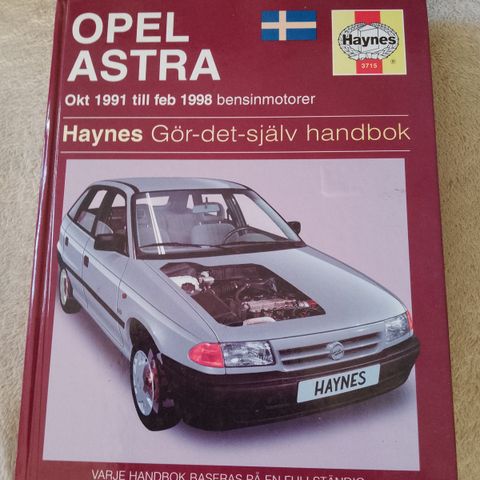 OPEL
ASTRA
Haynes
3715
Okt 1991 till feb 1998 bensinmotorer
Haynes Gör-det-själv handbok
HAYNES
VARJE HANDBOK BASERAS PÅ EN FULLSTÄNDIG